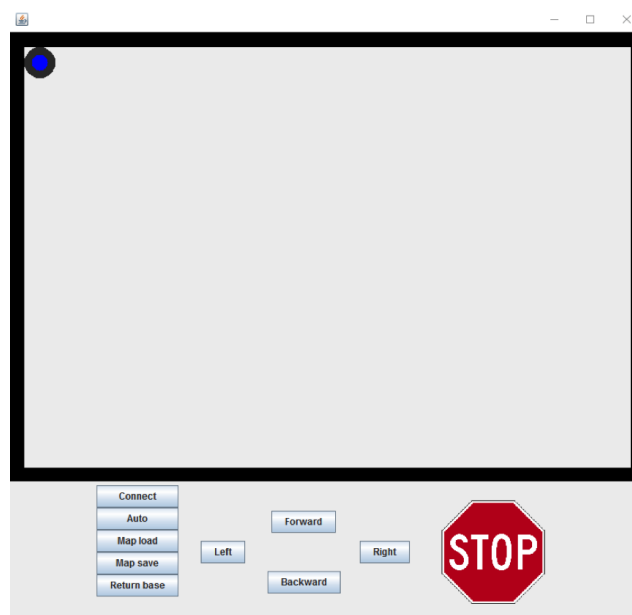 Connect
Auto
Map load
Map save
Return base
Forward
Left
Right
Backward
STOP